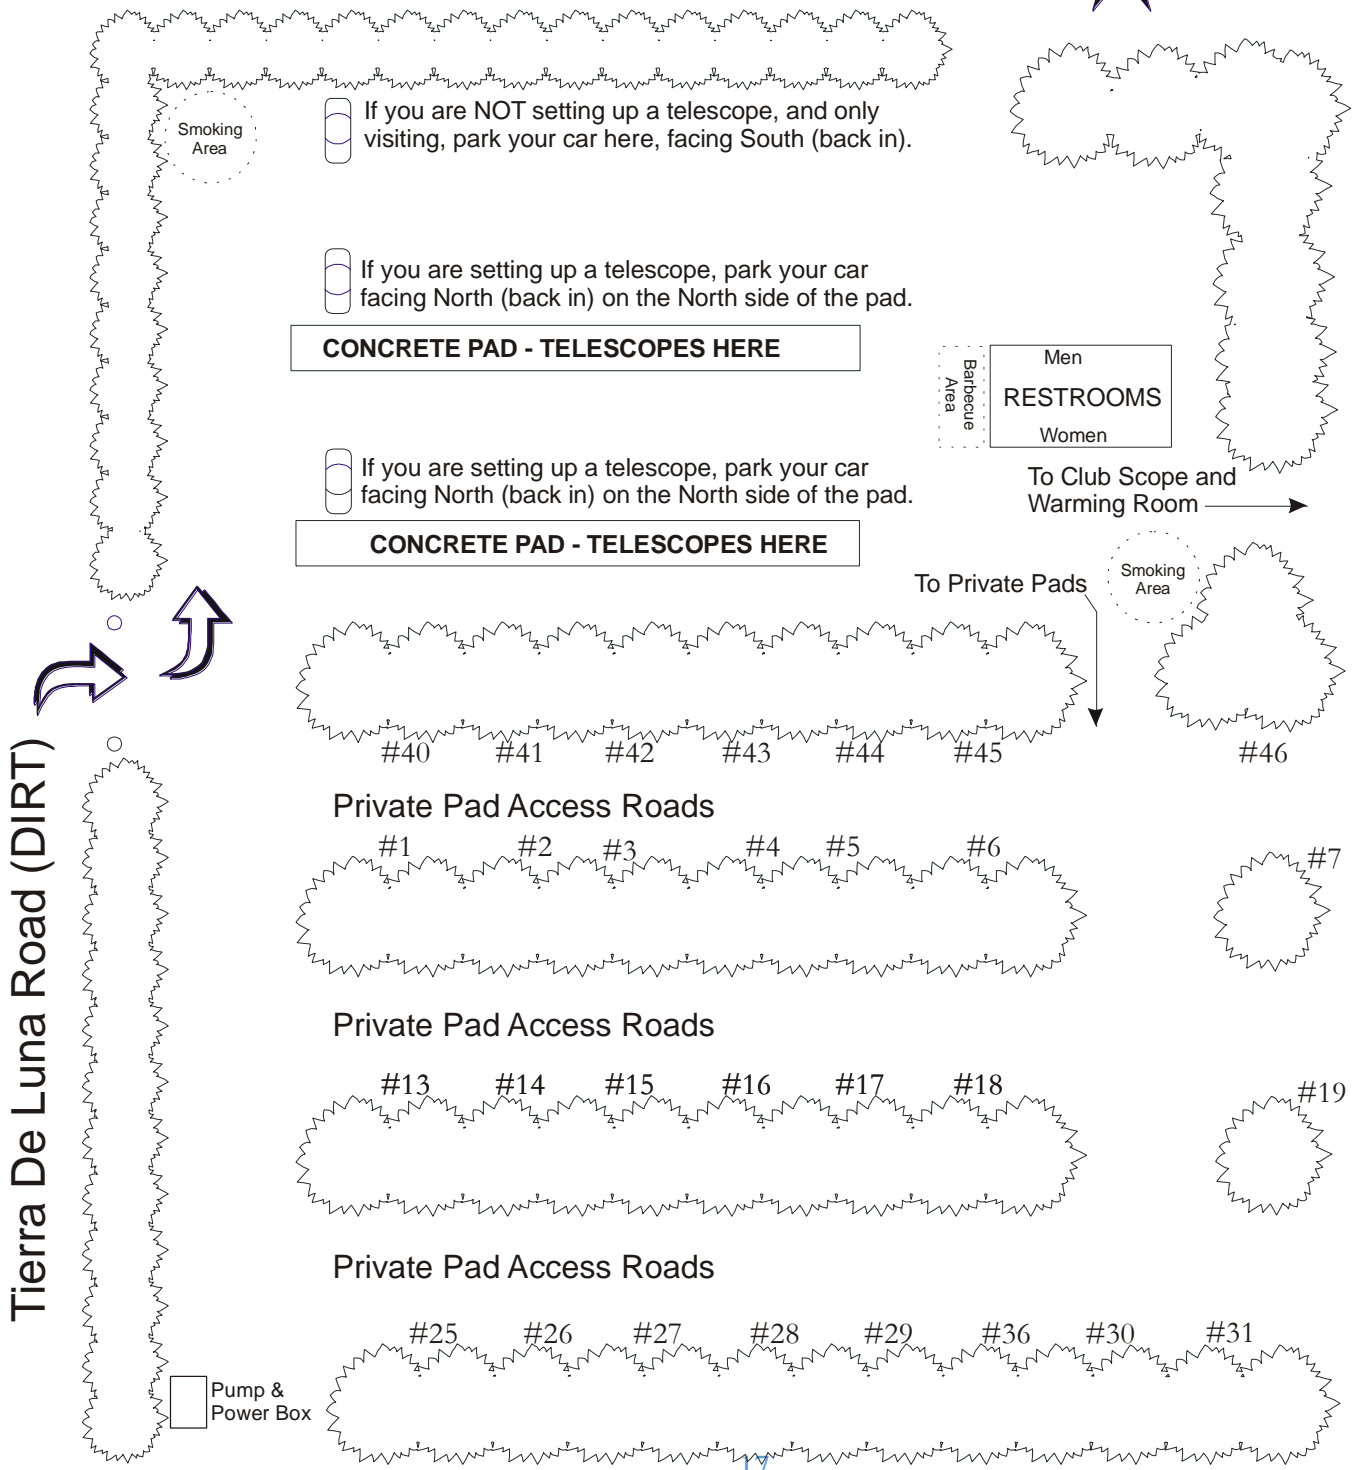 If you are NOT setting up a telescope, and only
visiting, park your car here, facing South (back in).
Smoking
Area
If you are setting up a telescope, park your car
facing North (back in) on the North side of the pad.
CONCRETE PAD - TELESCOPES HERE
Barbecue
Area
Men
RESTROOMS
Women
If you are setting up a telescope, park your car
facing North (back in) on the North side of the pad.
To Club Scope and
Warming Room
CONCRETE PAD - TELESCOPES HERE
To Private Pads
Smoking
Area
Tierra De Luna Road (DIRT)
#40 #41 #42 #43 #44 #45 #46
Private Pad Access Roads
#1 #2 #3 #4 #5 #6 #7
Private Pad Access Roads
#13 #14 #15 #16 #17 #18 #19
Private Pad Access Roads
#25 #26 #27 #28 #29 #36 #30 #31
Pump &
Power Box
17